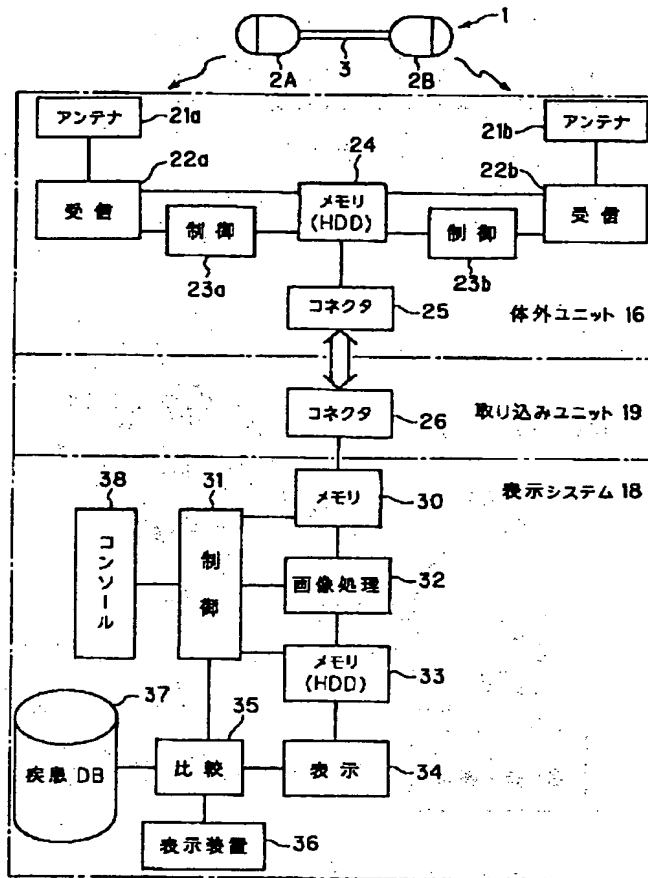 1
2A
3
2B
アンテナ
21a
アンテナ
21b
22a
24
22b
受信
メモリ
(HDD)
受信
制御
制御
23a
23b
コネクタ
25
体外ユニット 16
コネクタ
26
取り込みユニット 19
38
31
表示システム 18
メモリ
30
コンソール
制御
画像処理
32
メモリ
(HDD)
33
37
35
疾患 DB
比較
表示
34
表示装置
36